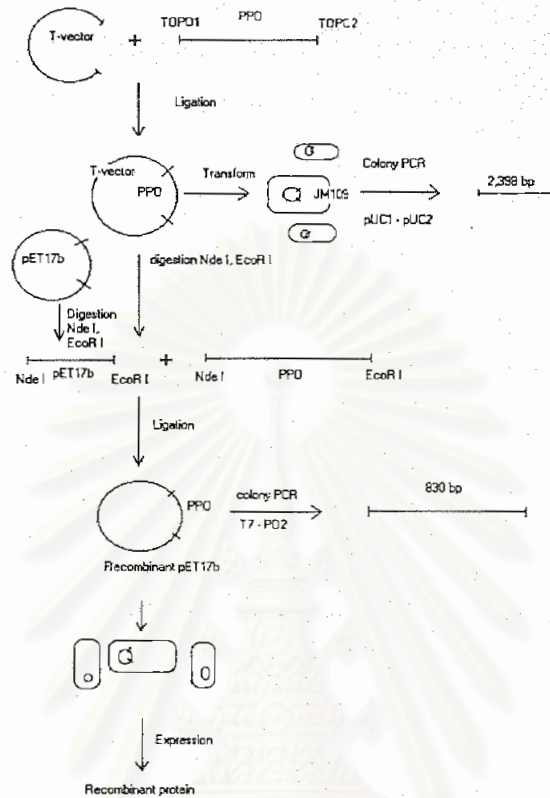 TOPO1
PPO
TOPO2
T-vector
+
Ligation
T-vector
PPO
Transform
JM109
Colony PCR
pUC1 - pUC2
2,398 bp
pET17b
digestion Nde I, EcoR I
Digestion
Nde I,
EcoR I
+
Nde I
pET17b
EcoR I
Nde I
PPO
EcoR I
Ligation
PPO
colony PCR
T7 - PO2
830 bp
Recombinant pET17b
Expression
Recombinant protein